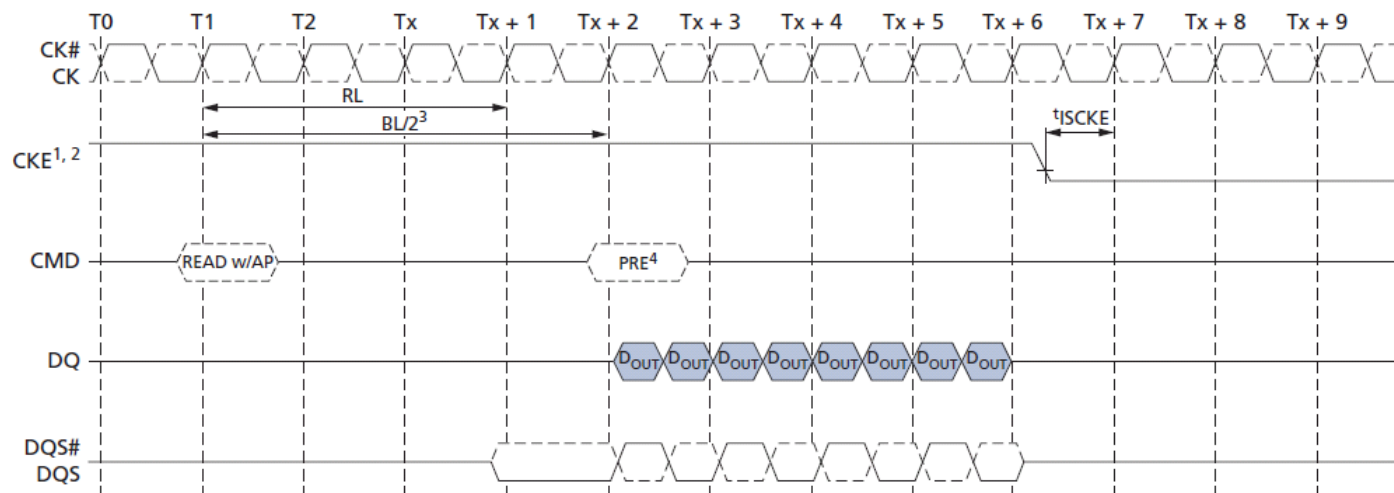 T0 T1 T2 Tx Tx + 1 Tx + 2 Tx + 3 Tx + 4 Tx + 5 Tx + 6 Tx + 7 Tx + 8 Tx + 9
CK#
CK
RL
BL/2³
tISCKE
CKE1, 2
CMD READ w/AP PRE4
DQ DOUT DOUT DOUT DOUT DOUT DOUT DOUT DOUT
DQS#
DQS